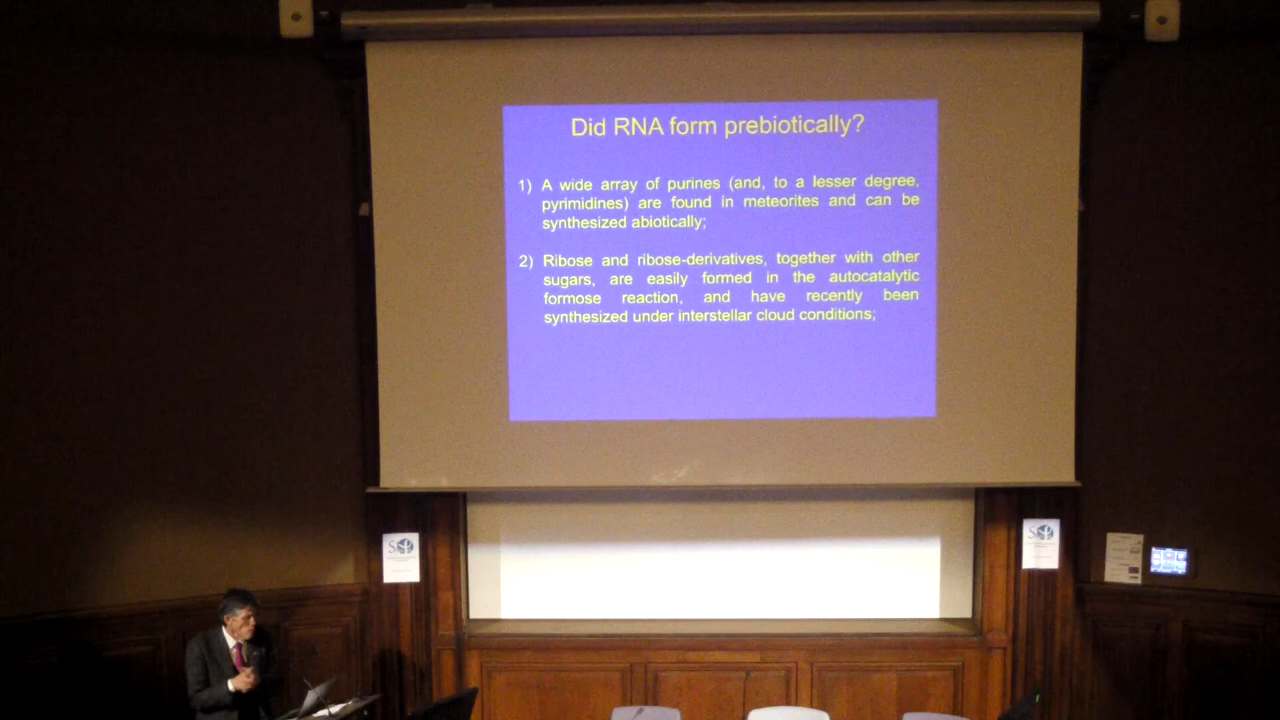 Did RNA form prebiotically?
1) A wide array of purines (and, to a lesser degree,
pyrimidines) are found in meteorites and can be
synthesized abiotically;
2) Ribose and ribose-derivatives, together with other
sugars, are easily formed in the autocatalytic
formose reaction, and have recently been
synthesized under interstellar cloud conditions;